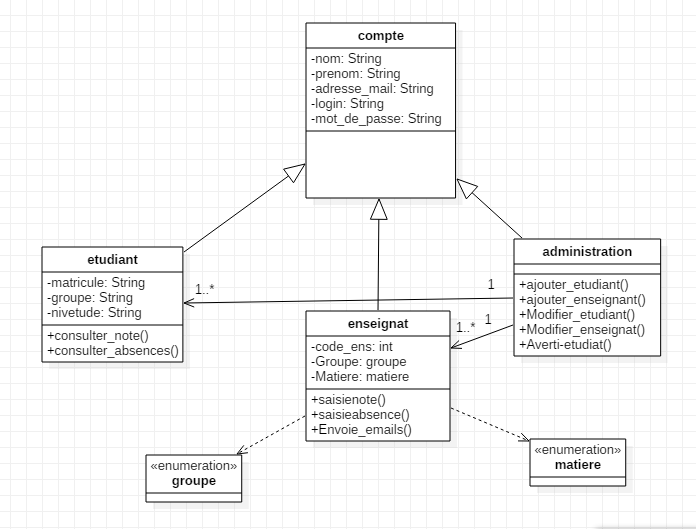 compte
-nom: String
-prenom: String
-adresse_mail: String
-login: String
-mot_de_passe: String
etudiant
-matricule: String
-groupe: String
-nivetude: String
+consulter_note()
+consulter_absences()
administration
+ajouter_etudiant()
+ajouter_enseignant()
+Modifier_etudiant()
+Modifier_enseignat()
+Averti-etudiat()
1..*
1
enseignat
-code_ens: int
-Groupe: groupe
-Matiere: matiere
+saisienote()
+saisieabsence()
+Envoie_emails()
1..*
1
«enumeration»
groupe
«enumeration»
matiere